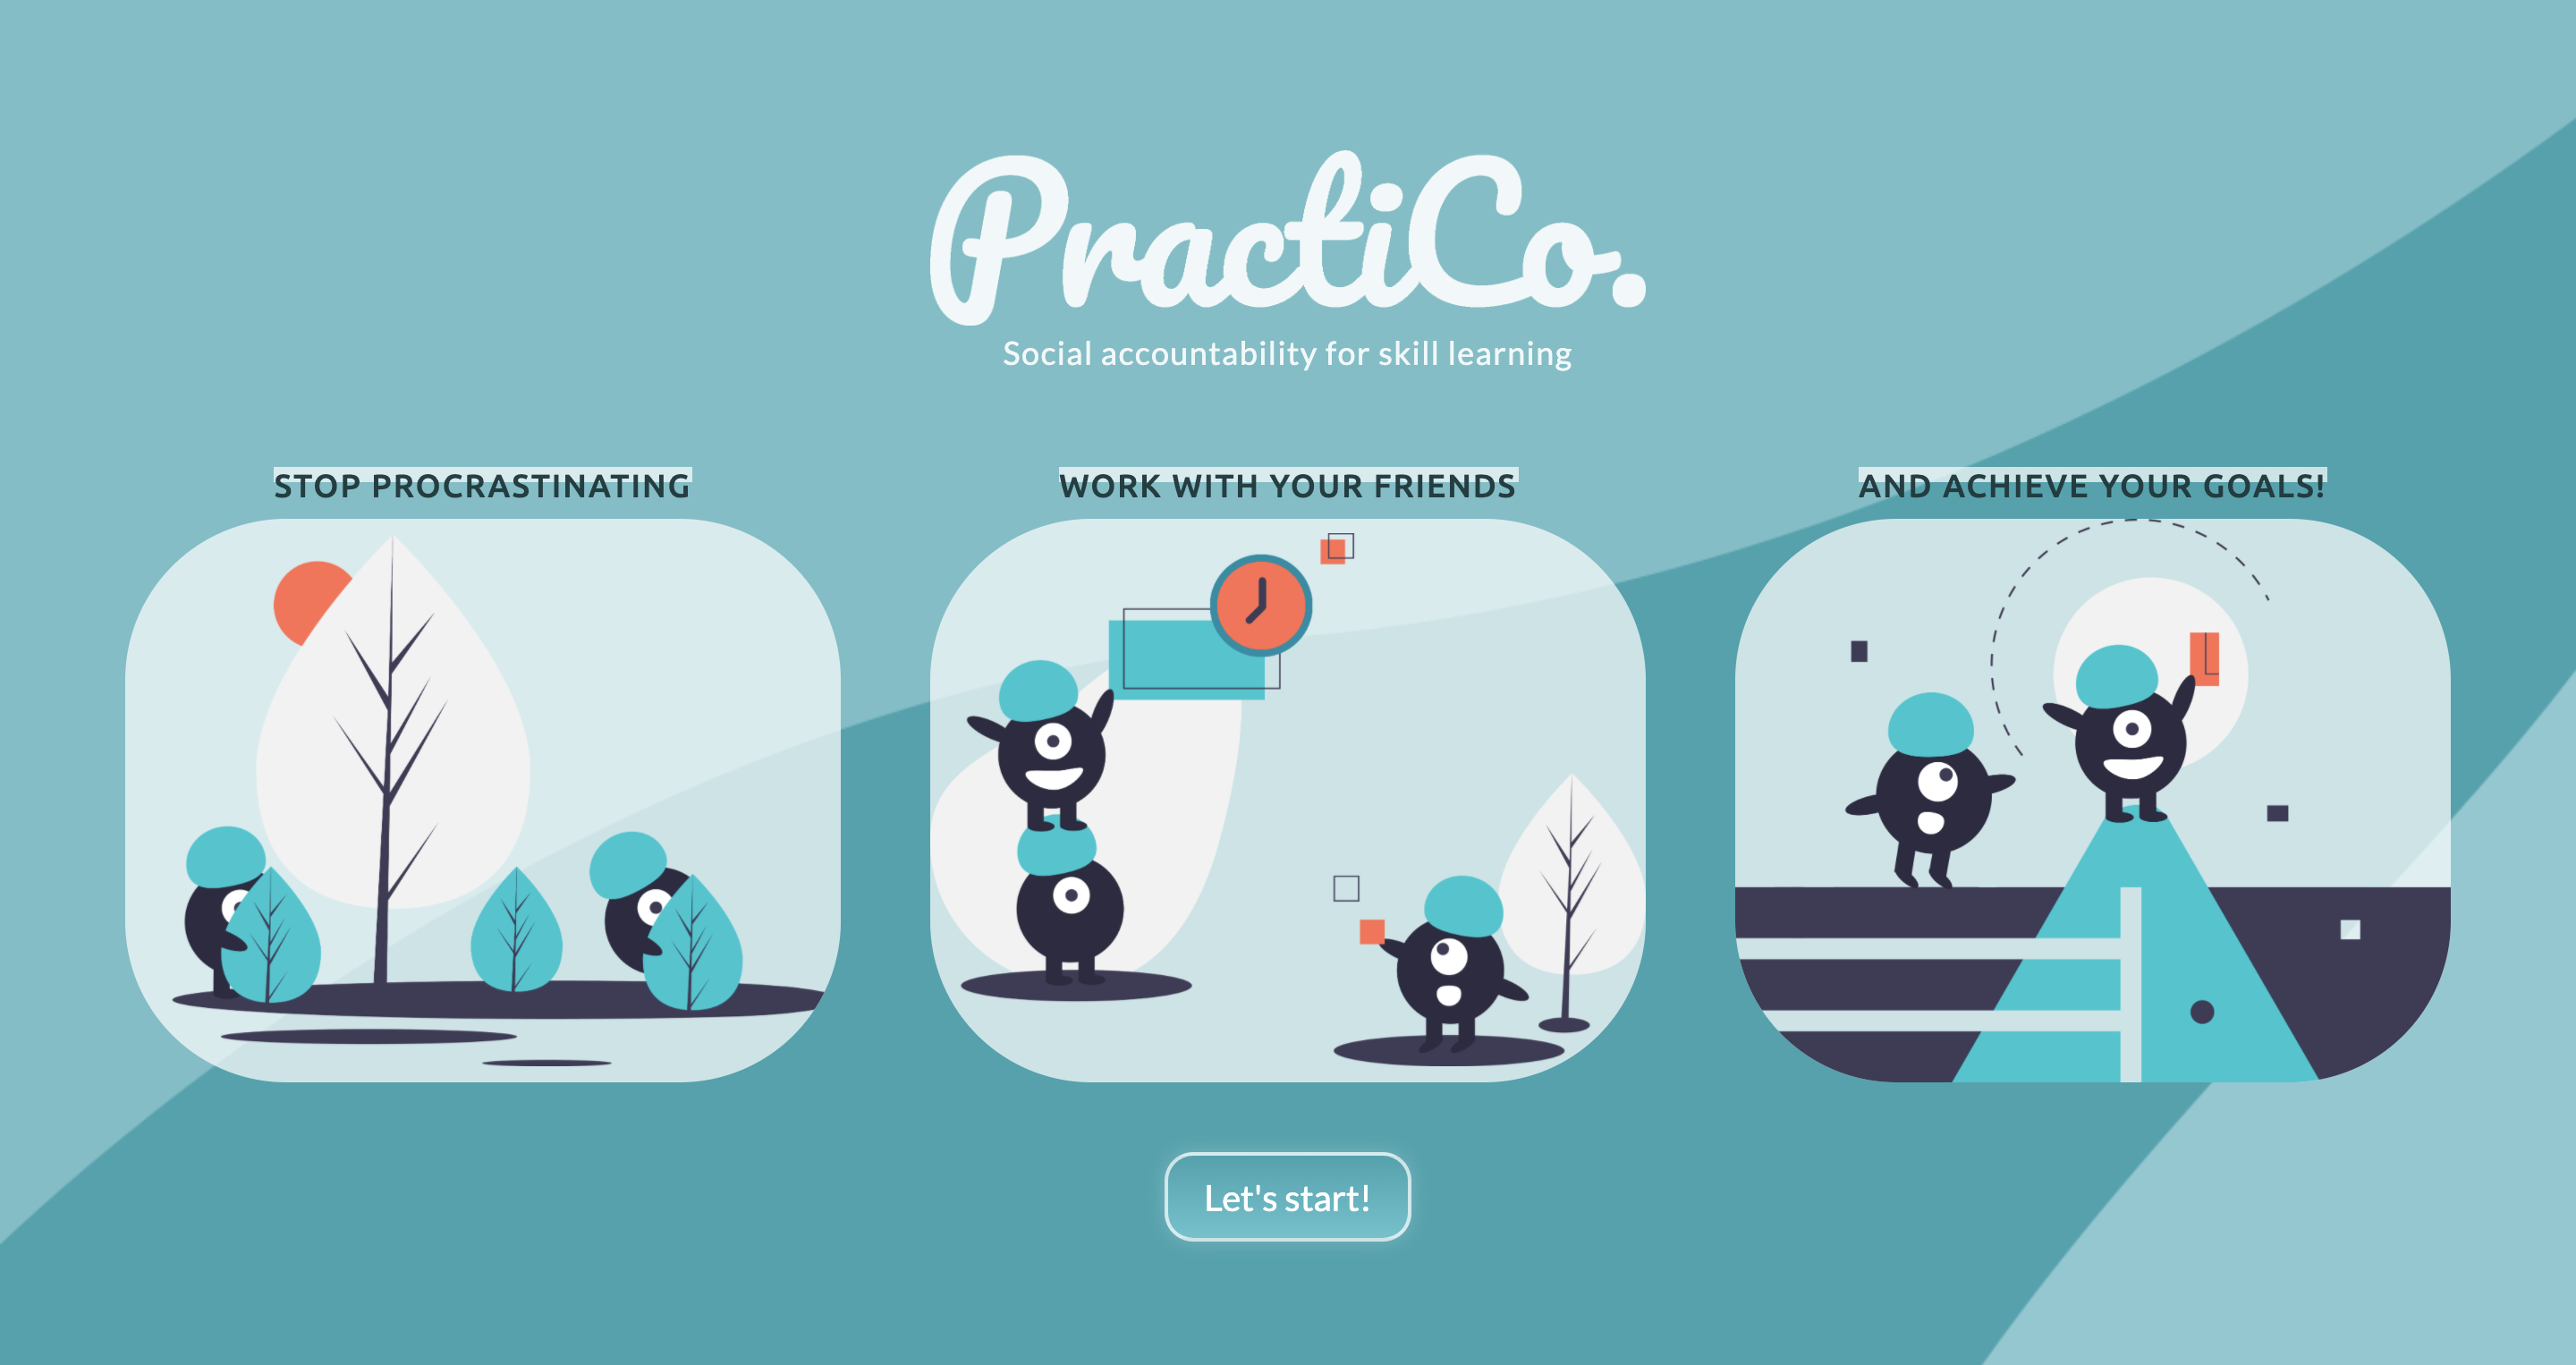 PractiCo.
Social accountability for skill learning
STOP PROCRASTINATING
WORK WITH YOUR FRIENDS
AND ACHIEVE YOUR GOALS!
Let's start!